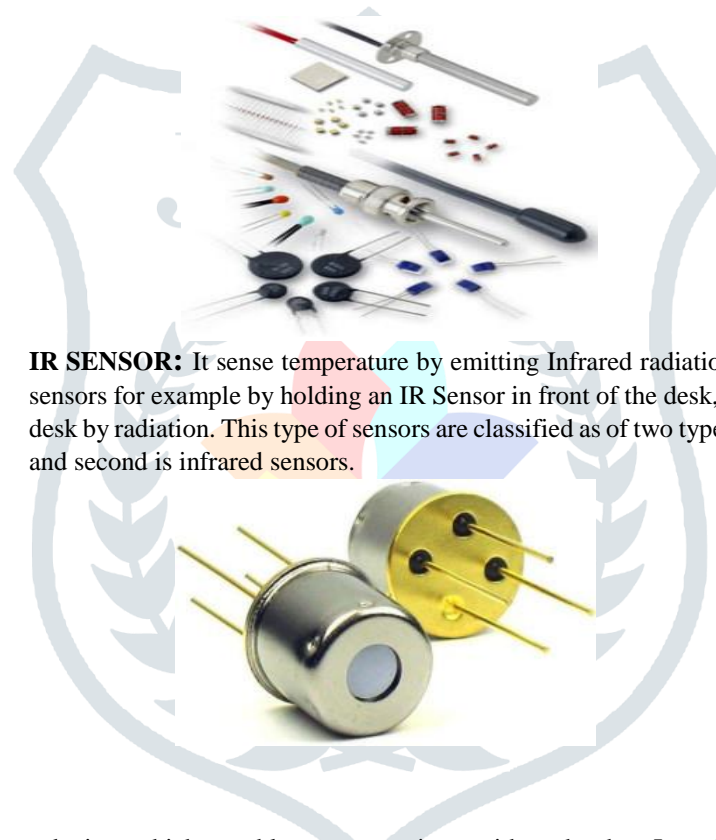 IR SENSOR: It sense temperature by emitting Infrared radiatio
sensors for example by holding an IR Sensor in front of the desk,
desk by radiation. This type of sensors are classified as of two type
and second is infrared sensors.